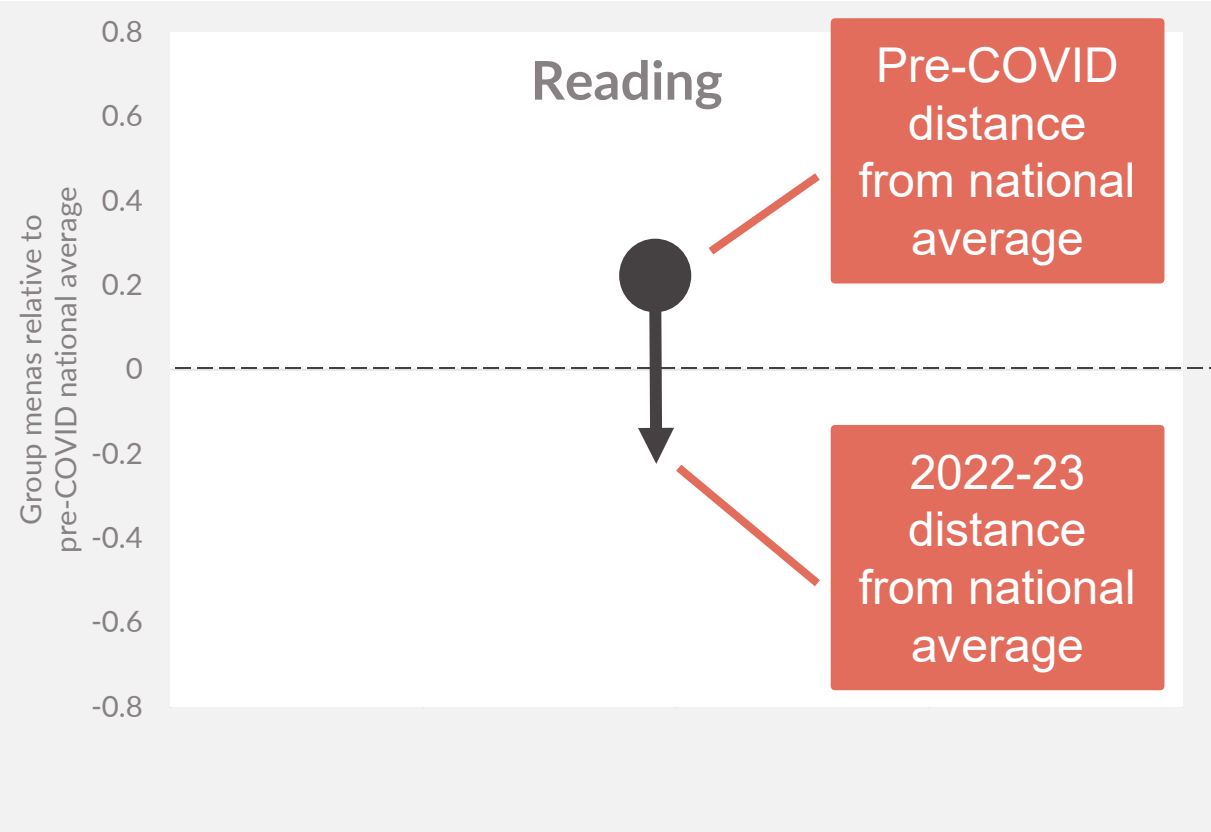 Reading
0.8
0.6
0.4
0.2
0
-0.2
-0.4
-0.6
-0.8
Group menas relative to
pre-COVID national average
Pre-COVID
distance
from national
average
2022-23
distance
from national
average